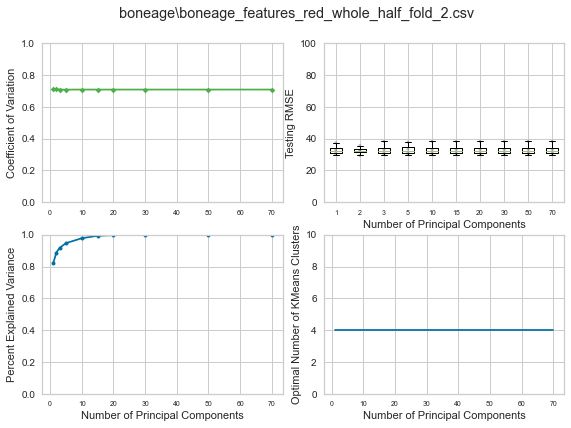 boneage\boneage_features_red_whole_half_fold_2.csv
Coefficient of Variation
1.0
0.8
0.6
0.4
0.2
0.0
0 10 20 30 40 50 60 70
Testing RMSE
100
80
60
40
20
0
1 2 3 5 10 15 20 30 50 70
Number of Principal Components
Percent Explained Variance
1.0
0.8
0.6
0.4
0.2
0.0
0 10 20 30 40 50 60 70
Number of Principal Components
Optimal Number of KMeans Clusters
10
8
6
4
2
0
0 10 20 30 40 50 60 70
Number of Principal Components